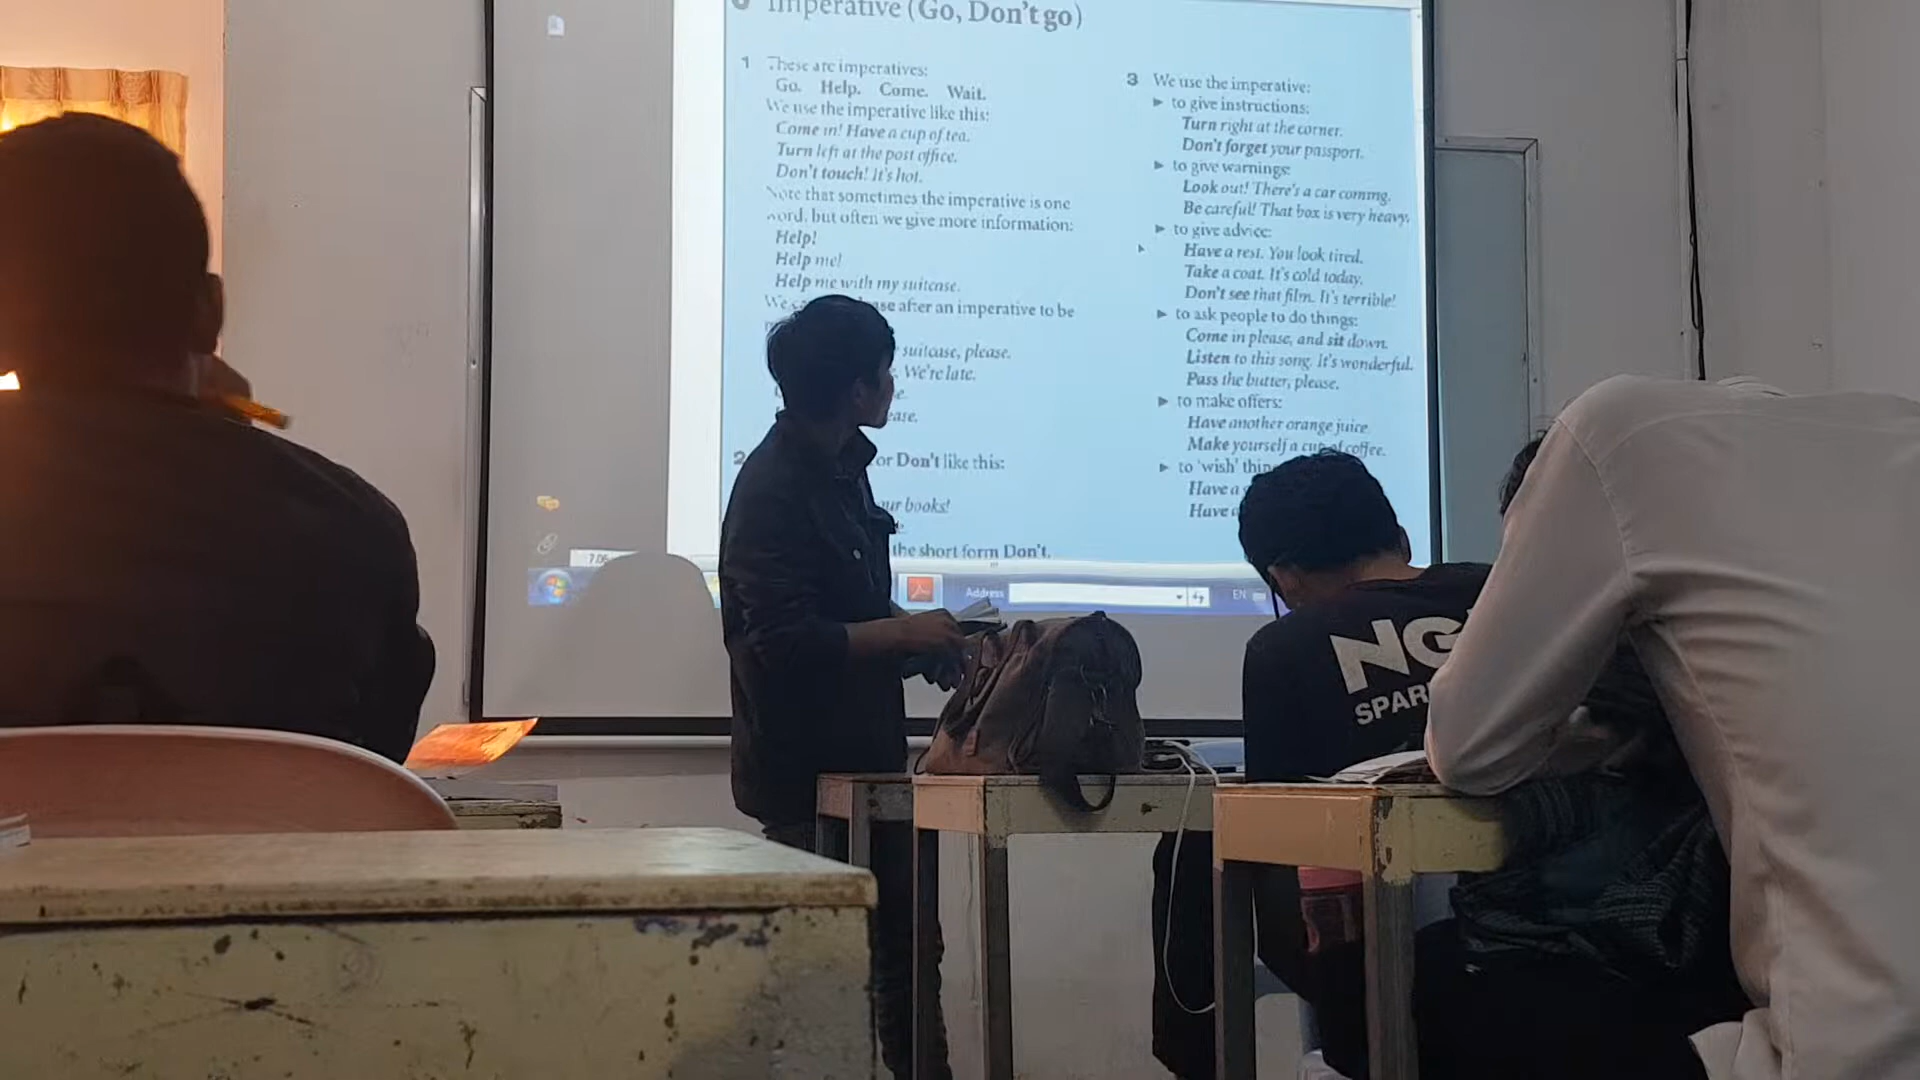 Imperative (Go, Don't go)
1 These are imperatives:
Go. Help. Come. Wait.
We use the imperative like this:
Come in! Have a cup of tea.
Turn left at the post office.
Don't touch! It's hot.
Note that sometimes the imperative is one
word, but often we give more information:
Help!
Help me!
Help me with my suitcase.
after an imperative to be
suitcase, please.
We're late.
2
or Don't like this:
books!
the short form Don't.
3 We use the imperative:
► to give instructions:
Turn right at the corner.
Don't forget your passport.
► to give warnings:
Look out! There's a car coming.
Be careful! That box is very heavy.
► to give advice:
Have a rest. You look tired.
Take a coat. It's cold today.
Don't see that film. It's terrible!
► to ask people to do things:
Come in please, and sit down.
Listen to this song. It's wonderful.
Pass the butter, please.
► to make offers:
Have another orange juice.
Make yourself a cup of coffee.
► to 'wish'
Have a
Have
Address
EN